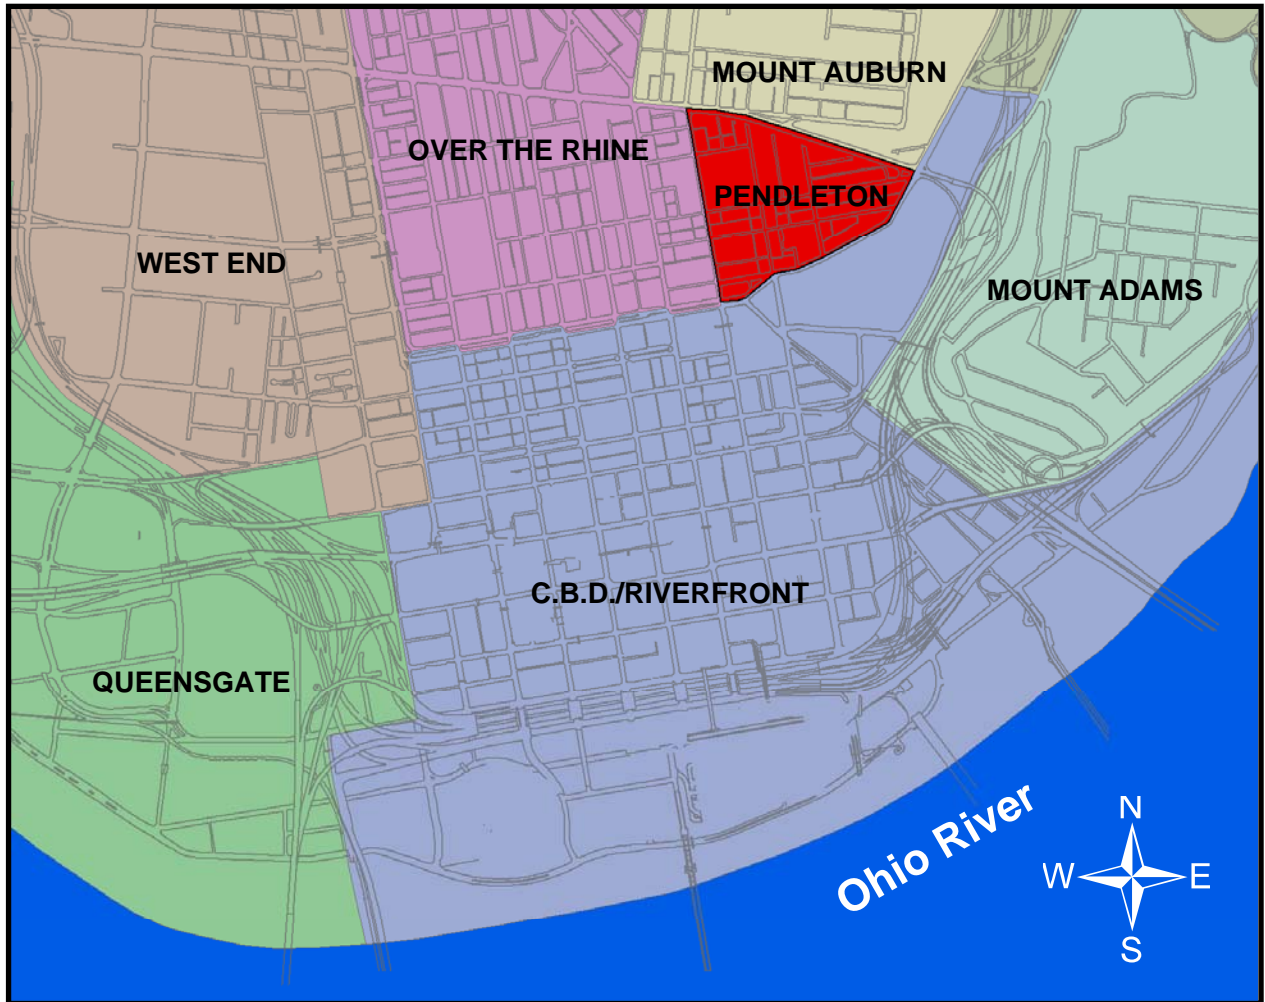 MOUNT AUBURN
OVER THE RHINE
PENDLETON
WEST END
MOUNT ADAMS
C.B.D./RIVERFRONT
QUEENSGATE
Ohio River
N
W
E
S